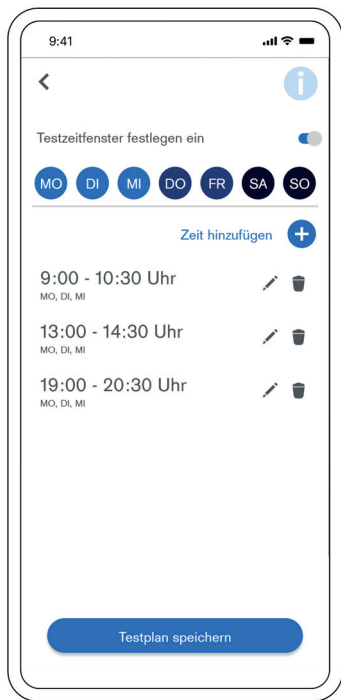 9:41
i
Testzeitfenster festlegen ein
MO DI MI DO FR SA SO
Zeit hinzufügen +
9:00 - 10:30 Uhr
MO, DI, MI
13:00 - 14:30 Uhr
MO, DI, MI
19:00 - 20:30 Uhr
MO, DI, MI
Testplan speichern